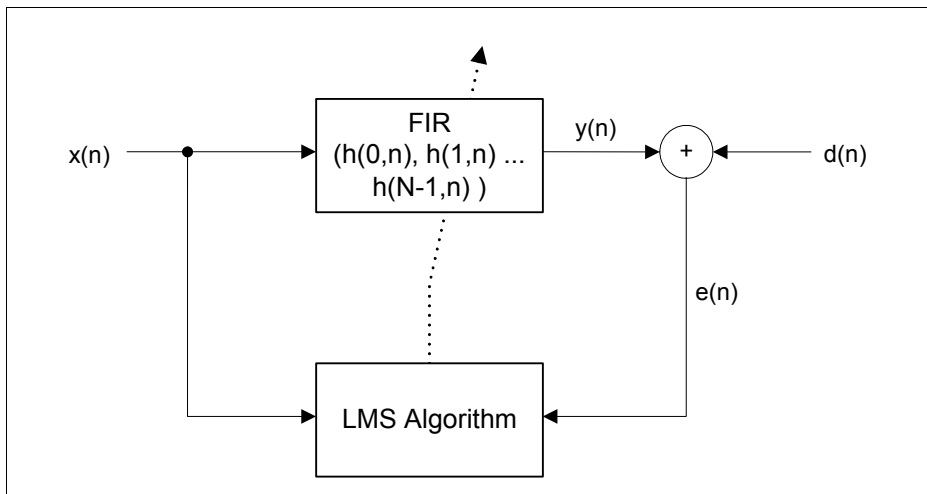 FIR
(h(0,n), h(1,n) ...
h(N-1,n) )
x(n)
y(n)
+
d(n)
e(n)
LMS Algorithm